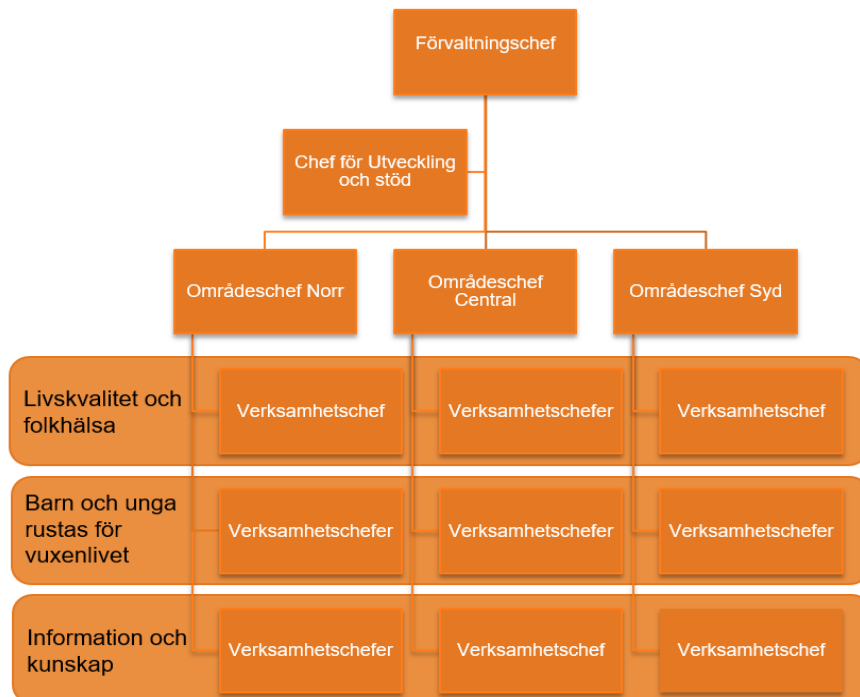 Förvaltningschef
Chef för Utveckling
och stöd
Områdeschef Norr
Områdeschef
Central
Områdeschef Syd
Livskvalitet och
folkhälsa
Verksamhetschef
Verksamhetschefer
Verksamhetschef
Barn och unga
rustas för
vuxenlivet
Verksamhetschefer
Verksamhetschefer
Verksamhetschefer
Information och
kunskap
Verksamhetschefer
Verksamhetschef
Verksamhetschef